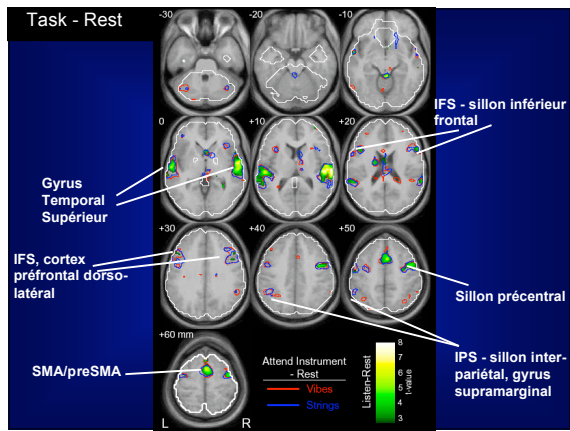 Task - Rest
-30
-20
-10
0
+10
+20
IFS - sillon inférieur
frontal
Gyrus
Temporal
Supérieur
+30
+40
+50
IFS, cortex
préfrontal dorso-
latéral
Sillon précentral
+60 mm
SMA/preSMA
L
R
Attend Instrument
- Rest
Vibes
Strings
Listen-Rest
8
7
6
5
4
3
t-value
IPS - sillon inter-
pariétal, gyrus
supramarginal